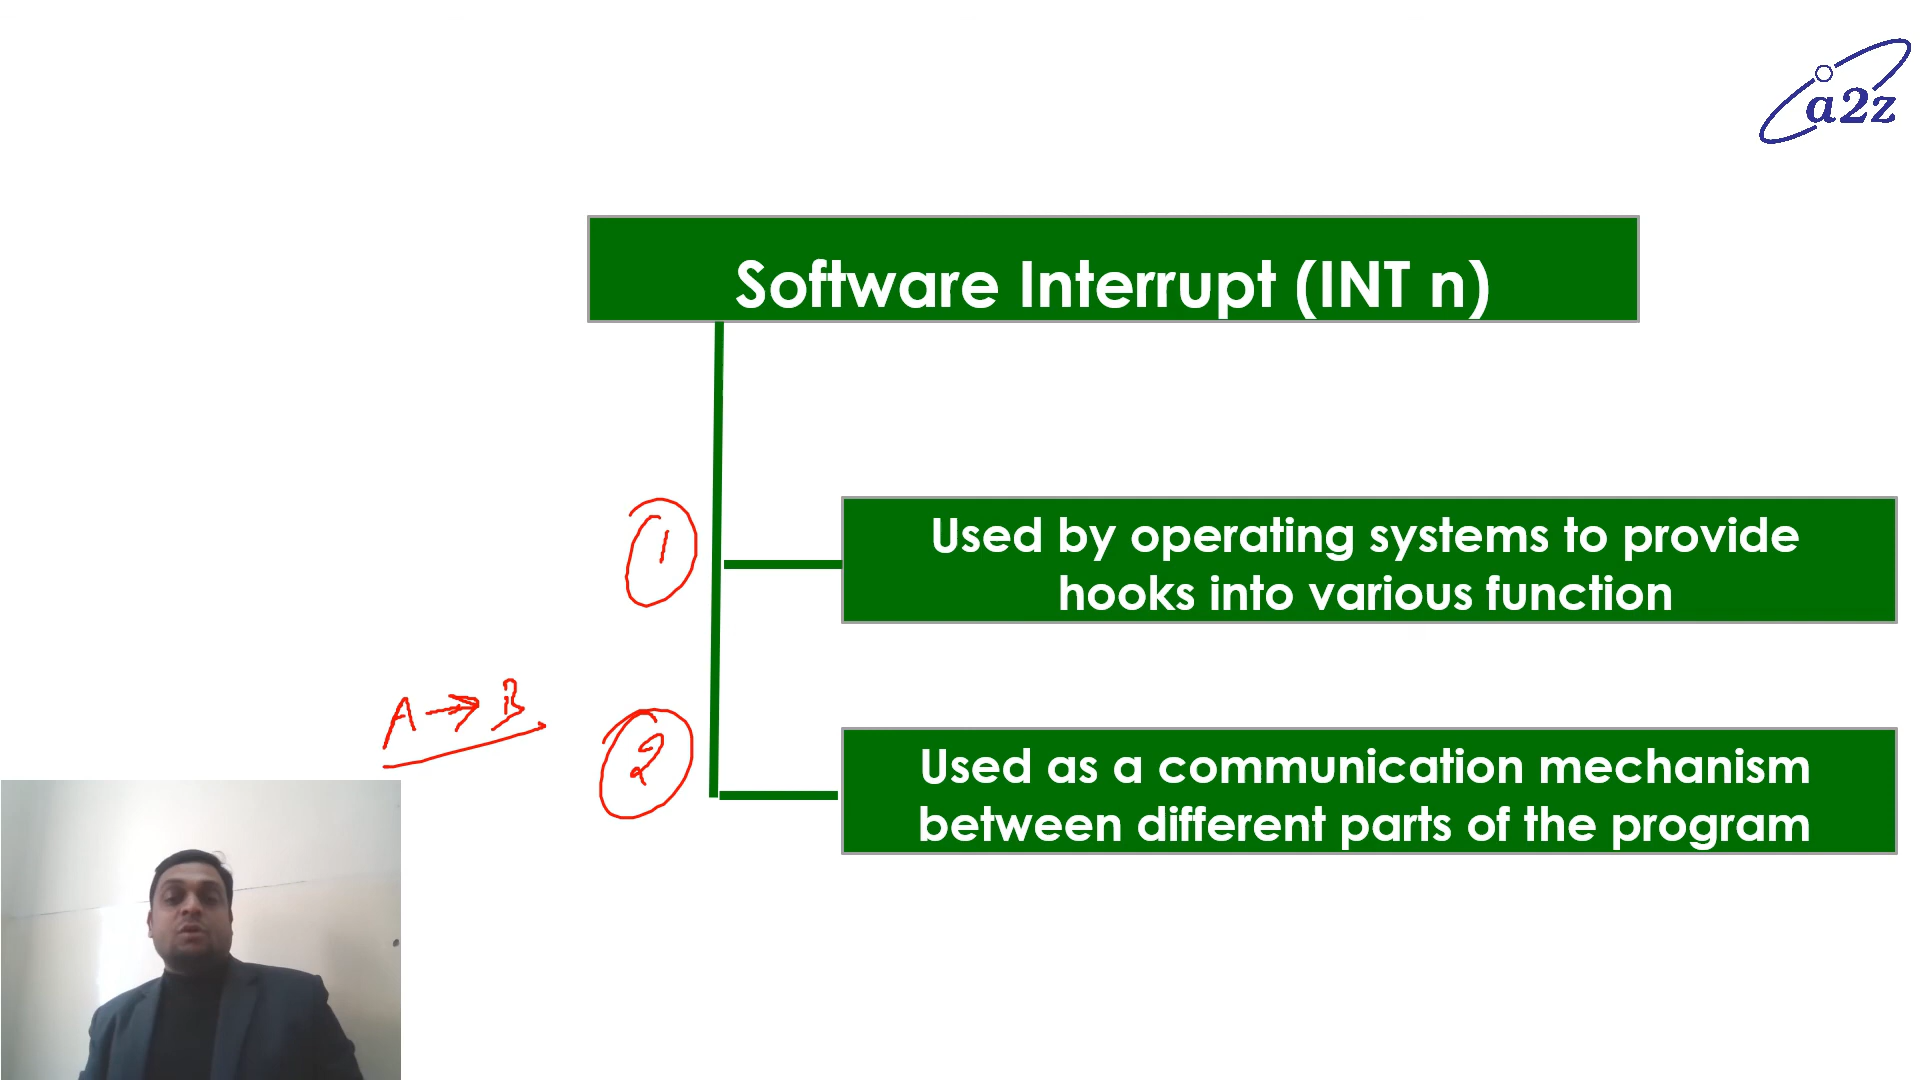 a2z
Software Interrupt (INT n)
1
Used by operating systems to provide
hooks into various function
A → B
2
Used as a communication mechanism
between different parts of the program